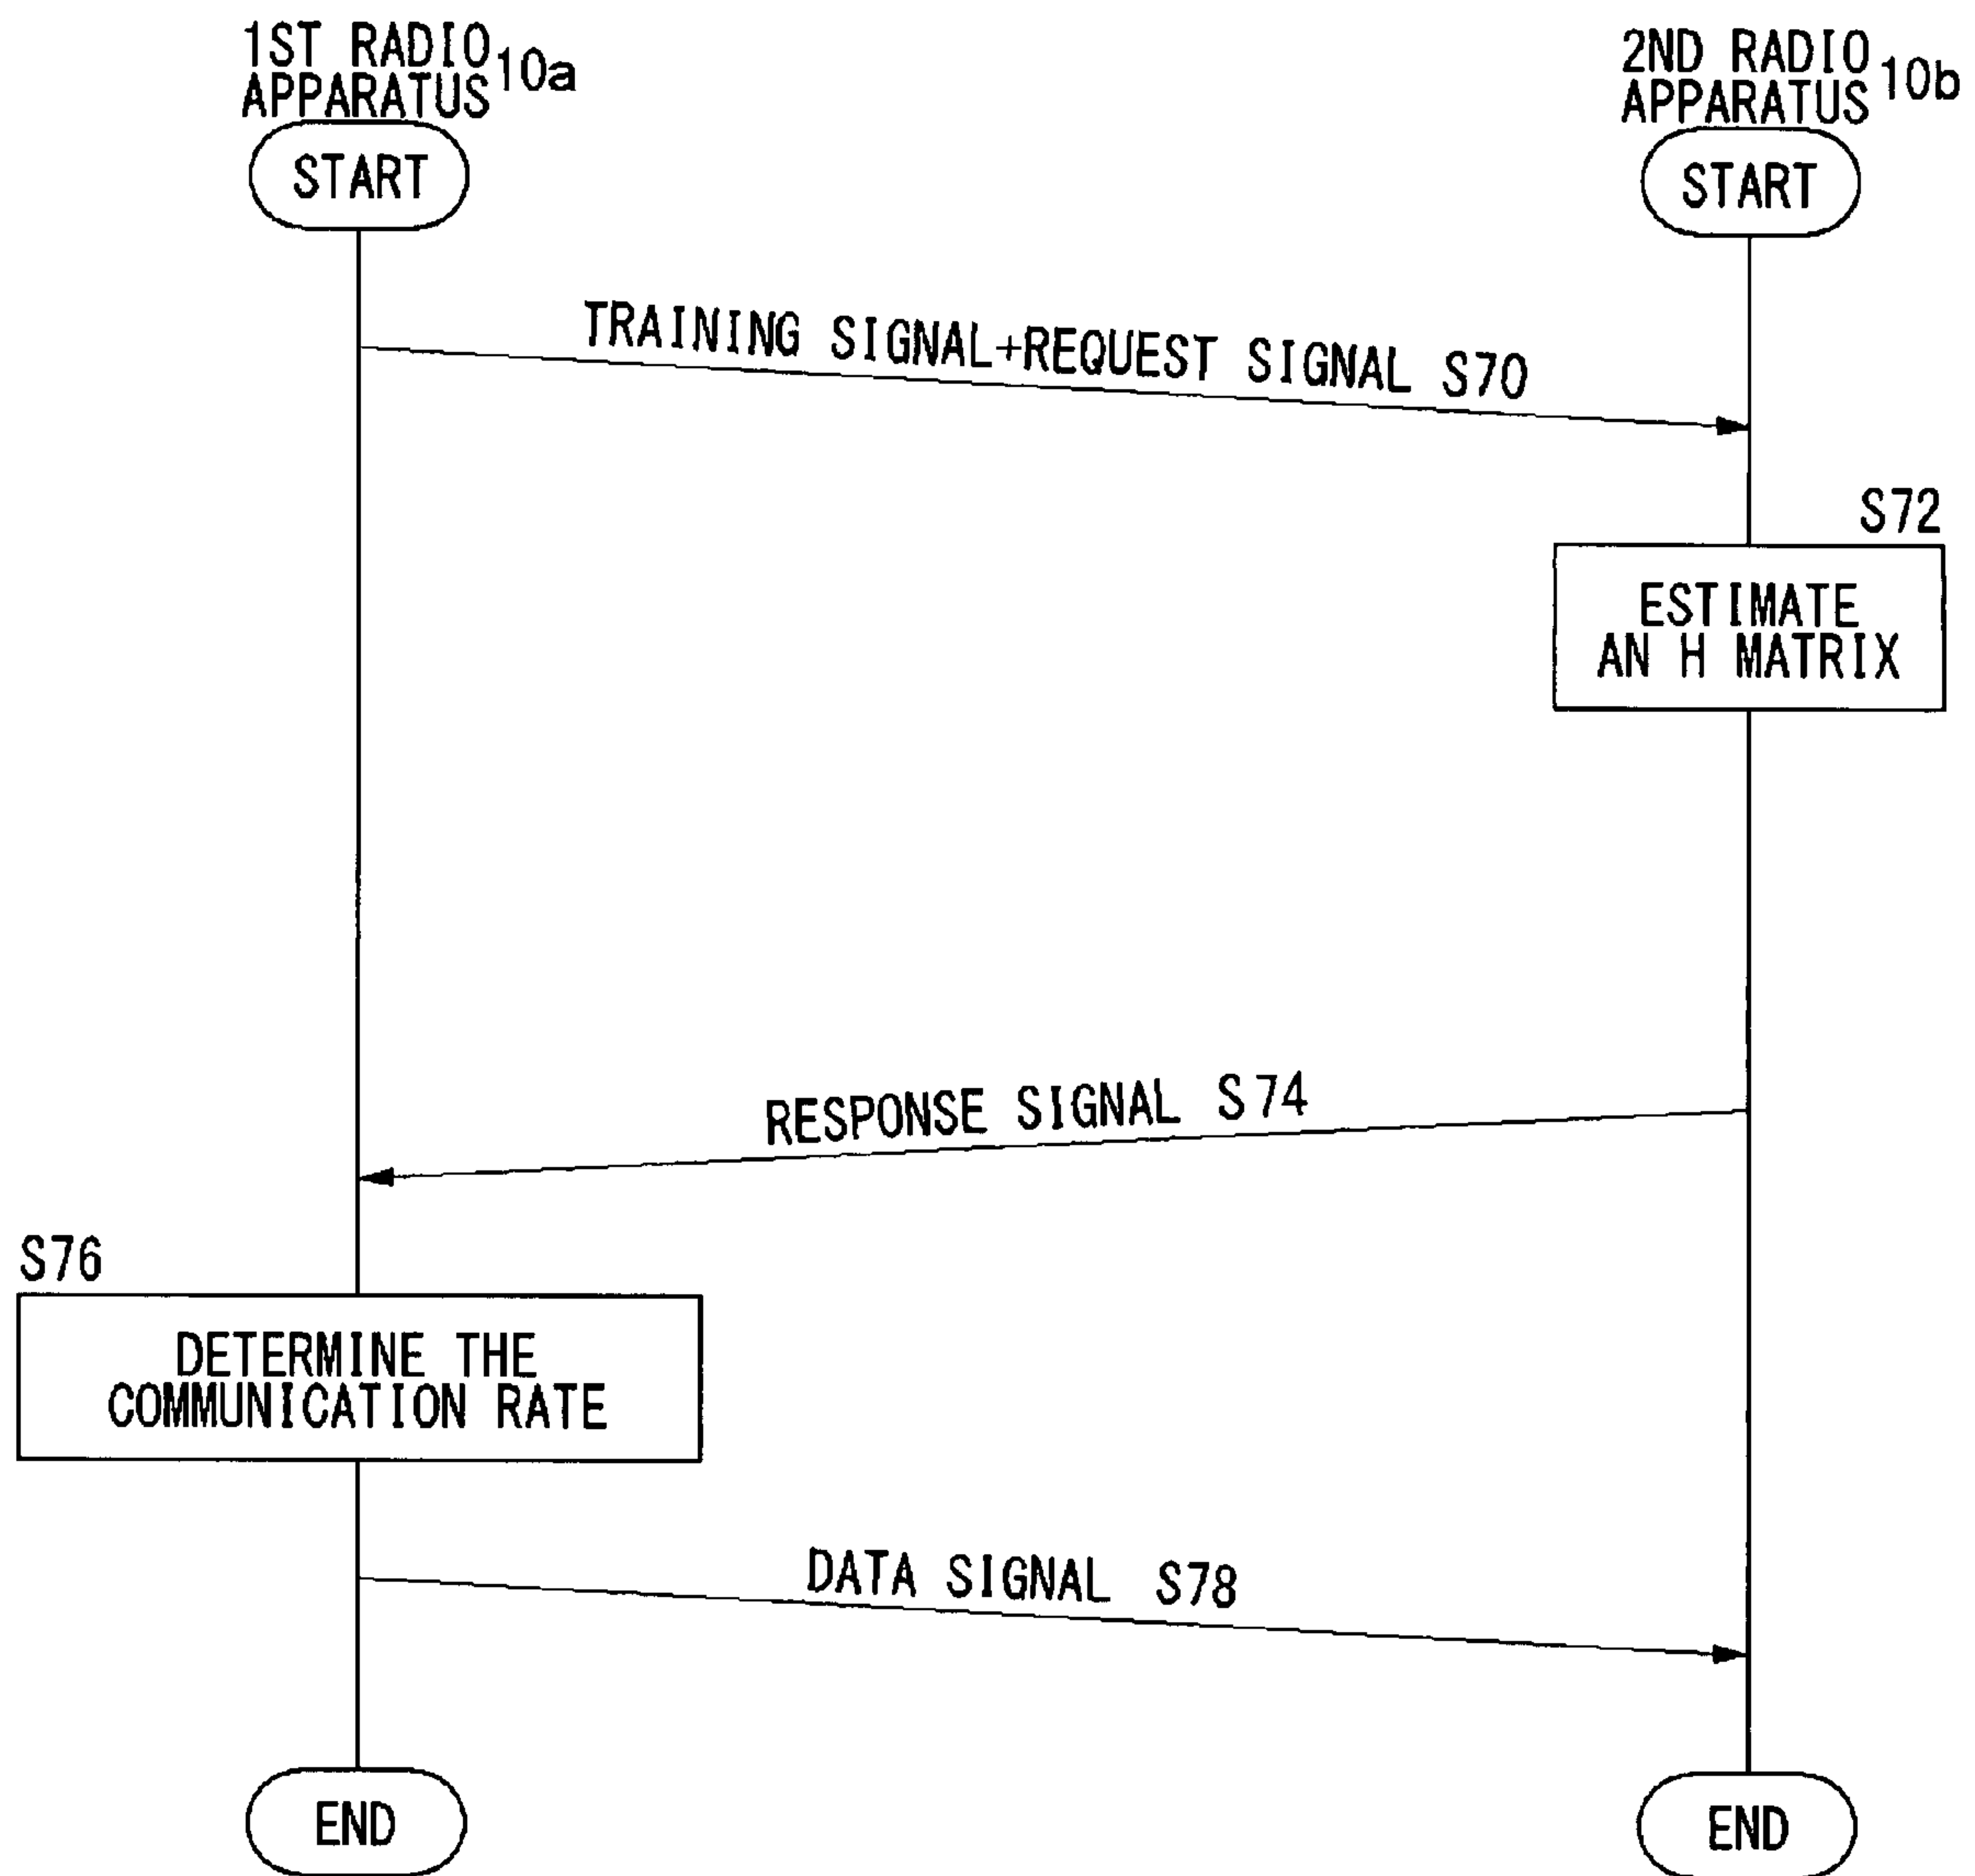 1ST RADIO
APPARATUS 10a
2ND RADIO
APPARATUS 10b
START
START
TRAINING SIGNAL+REQUEST SIGNAL S70
S72
ESTIMATE
AN H MATRIX
RESPONSE SIGNAL S74
S76
DETERMINE THE
COMMUNICATION RATE
DATA SIGNAL S78
END
END